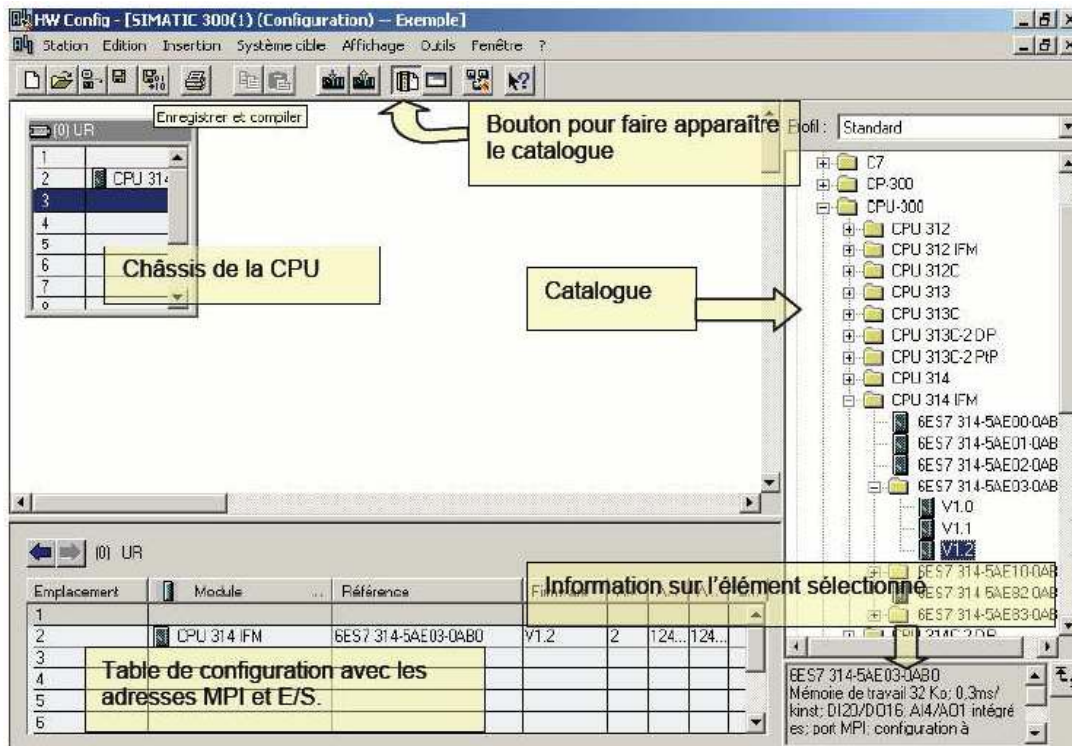 HW Config - [SIMATIC 300(1) (Configuration) -- Exemple]
Station Edition Insertion Système cible Affichage Outils Fenêtre ?
Enregistrer et compiler
(0) UR
1
2 CPU 314
3
4
5
6
7
Châssis de la CPU
Bouton pour faire apparaître
le catalogue
Catalogue
Profil : Standard
C7
CP-300
CPU-300
CPU 312
CPU 312 IFM
CPU 312C
CPU 313
CPU 313C
CPU 313C-2 DP
CPU 313C-2 PtP
CPU 314
CPU 314 IFM
6ES7 314-5AE00-0AB
6ES7 314-5AE01-0AB
6ES7 314-5AE02-0AB
6ES7 314-5AE03-0AB
V1.0
V1.1
V1.2
6ES7 314-5AE10-0AB
6ES7 314-5AE82-0AB
6ES7 314-5AE83-0AB
CPU 314C-2 DP
Information sur l'élément sélectionné
(0) UR
Emplacement Module ... Référence
1
2 CPU 314 IFM 6ES7 314-5AE03-0AB0 V1.2 2 124... 124...
3
4
5
6
Table de configuration avec les
adresses MPI et E/S.
6ES7 314-5AE03-0AB0
Mémoire de travail 32 Ko; 0,3ms/
kinst; DI20/DO16; AI4/AO1 intégré
es; port MPI; configuration à